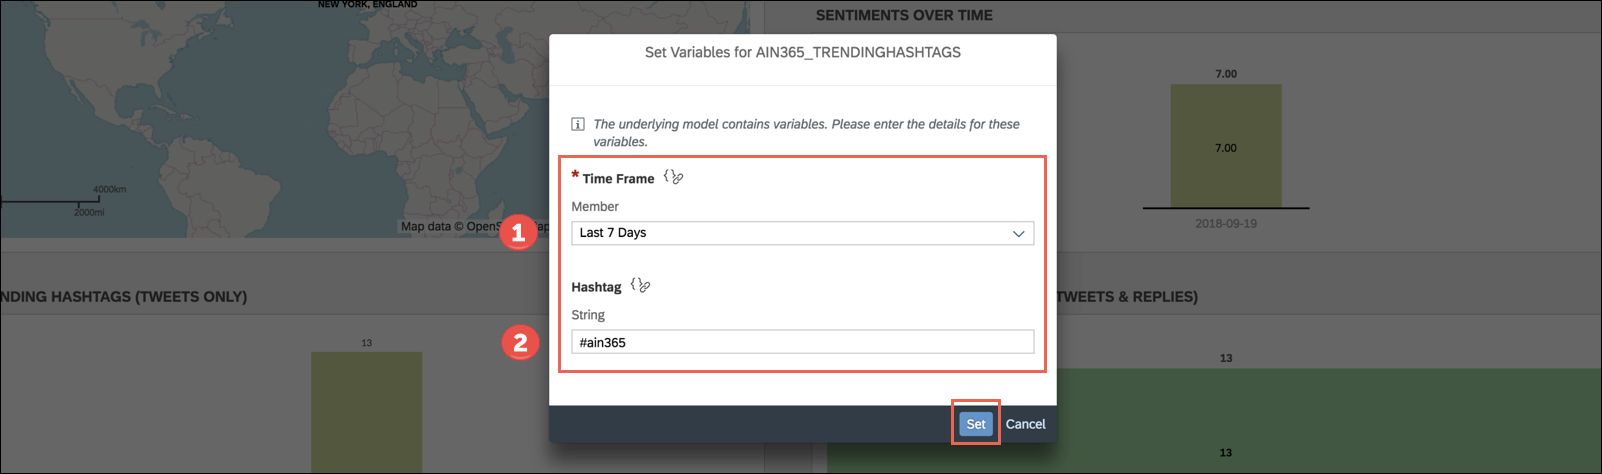 NEW YORK, ENGLAND
SENTIMENTS OVER TIME
4000km
2000mi
Map data © OpenS
ap
7.00
7.00
2018-09-19
NDING HASHTAGS (TWEETS ONLY)
13
TWEETS & REPLIES)
13
13
Set Variables for AIN365_TRENDINGHASHTAGS
The underlying model contains variables. Please enter the details for these
variables.
* Time Frame
Member
1
Last 7 Days
Hashtag
String
2
#ain365
Set Cancel